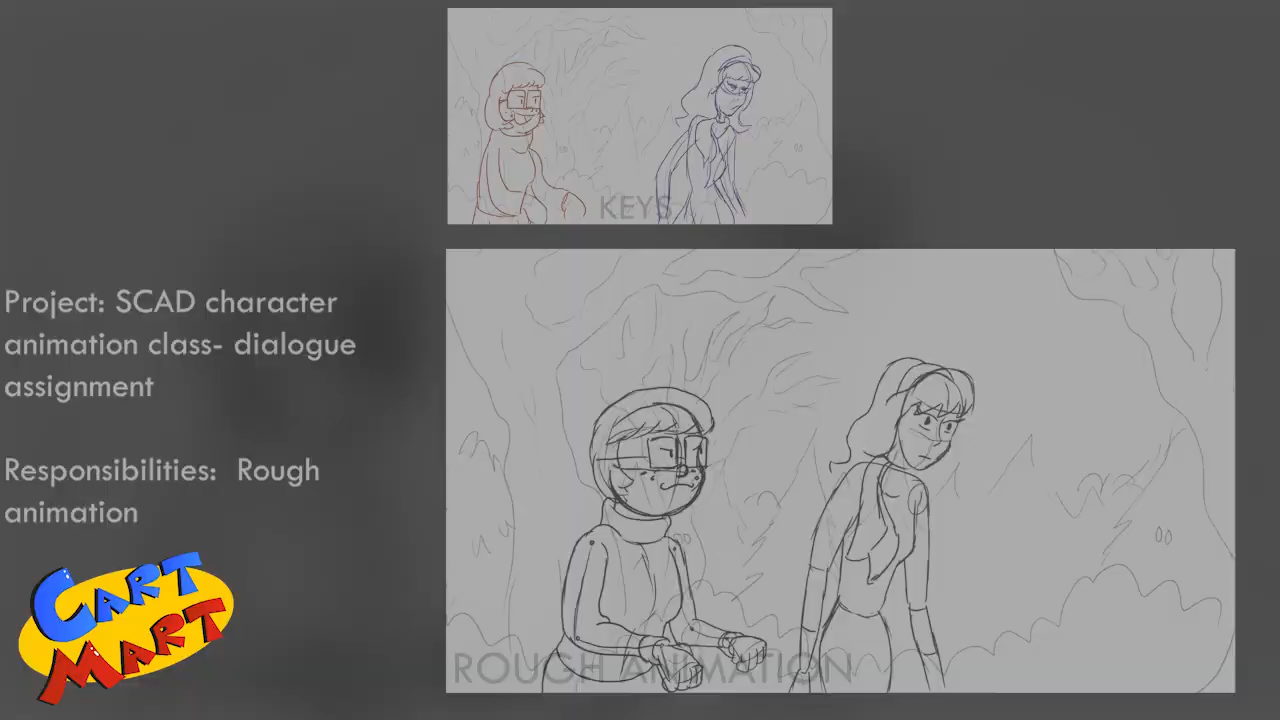 KEYS
Project: SCAD character
animation class- dialogue
assignment
Responsibilities:  Rough
animation
CART
MART
ROUGH ANIMATION